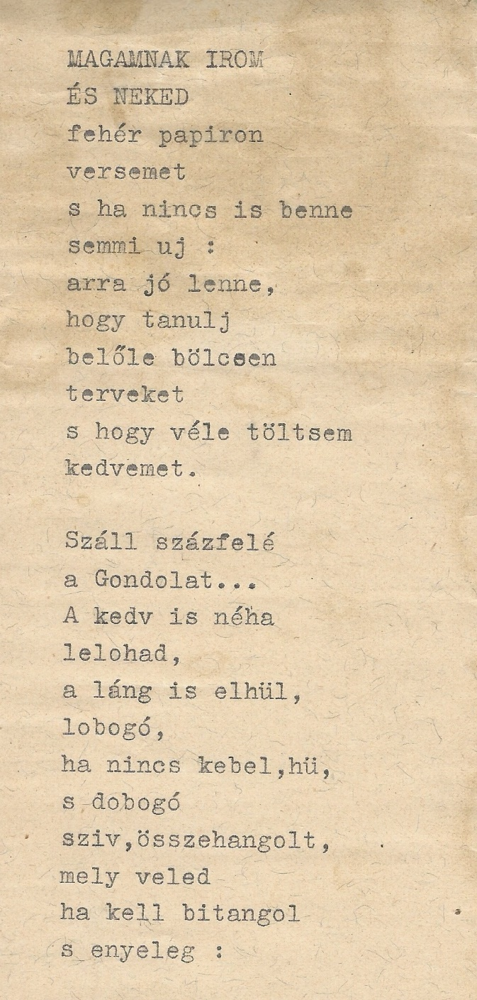 MAGAMNAK IROM
ÉS NEKED
fehér papiron
versemet
s ha nincs is benne
semmi uj :
arra jó lenne,
hogy tanulj
belőle bölcsen
terveket
s hogy véle töltsem
kedvemet.

Száll százfelé
a Gondolat...
A kedv is néha
lelohad,
a láng is elhül,
lobogó,
ha nincs kebel,hü,
s dobogó
sziv,összehangolt,
mely veled
ha kell bitangol
s enyeleg :